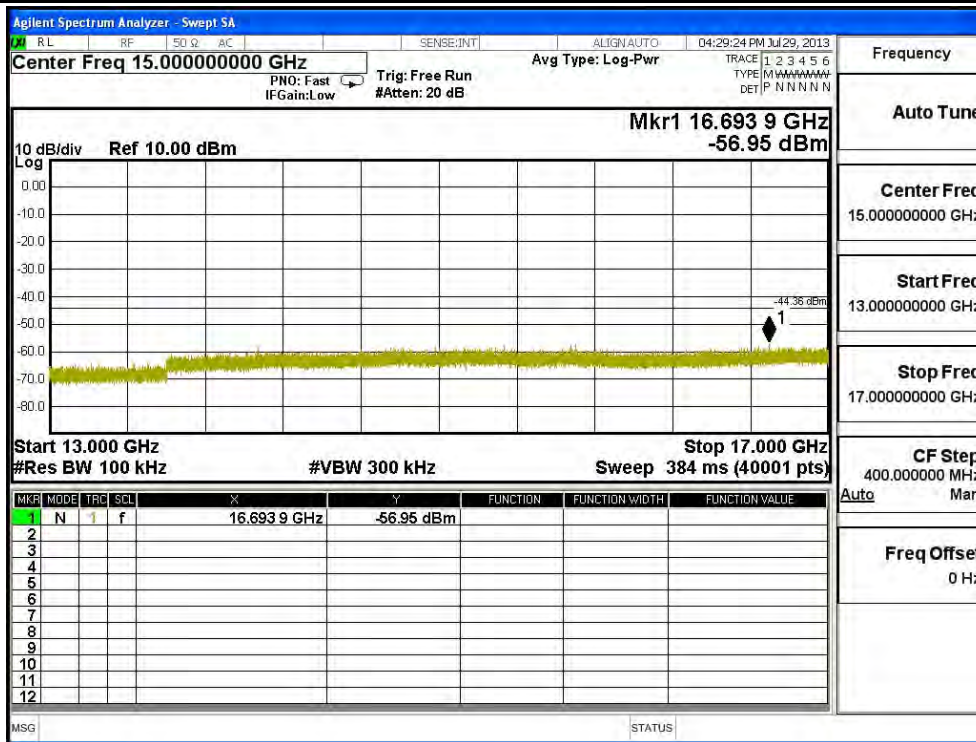 Agilent Spectrum Analyzer - Swept SA
RL RF 50 Ω AC SENSE:INT ALIGN AUTO 04:29:24 PM Jul 29, 2013
Center Freq 15.000000000 GHz Avg Type: Log-Pwr TRACE 1 2 3 4 5 6
PNO: Fast Trig: Free Run TYPE
IFGain:Low #Atten: 20 dB DET P N N N N N
Mkr1 16.693 9 GHz
-56.95 dBm
10 dB/div Ref 10.00 dBm
Log
0.00
-10.0
-20.0
-30.0
-40.0
-44.36 dBm
1
-50.0
-60.0
-70.0
-80.0
Start 13.000 GHz Stop 17.000 GHz
#Res BW 100 kHz #VBW 300 kHz Sweep 384 ms (40001 pts)
MKR MODE TRC SCL X Y FUNCTION FUNCTION WIDTH FUNCTION VALUE
1 N 1 f 16.693 9 GHz -56.95 dBm
2
3
4
5
6
7
8
9
10
11
12
MSG STATUS
Frequency
Auto Tune
Center Freq
15.000000000 GHz
Start Freq
13.000000000 GHz
Stop Freq
17.000000000 GHz
CF Step
400.000000 MHz
Auto Man
Freq Offset
0 Hz